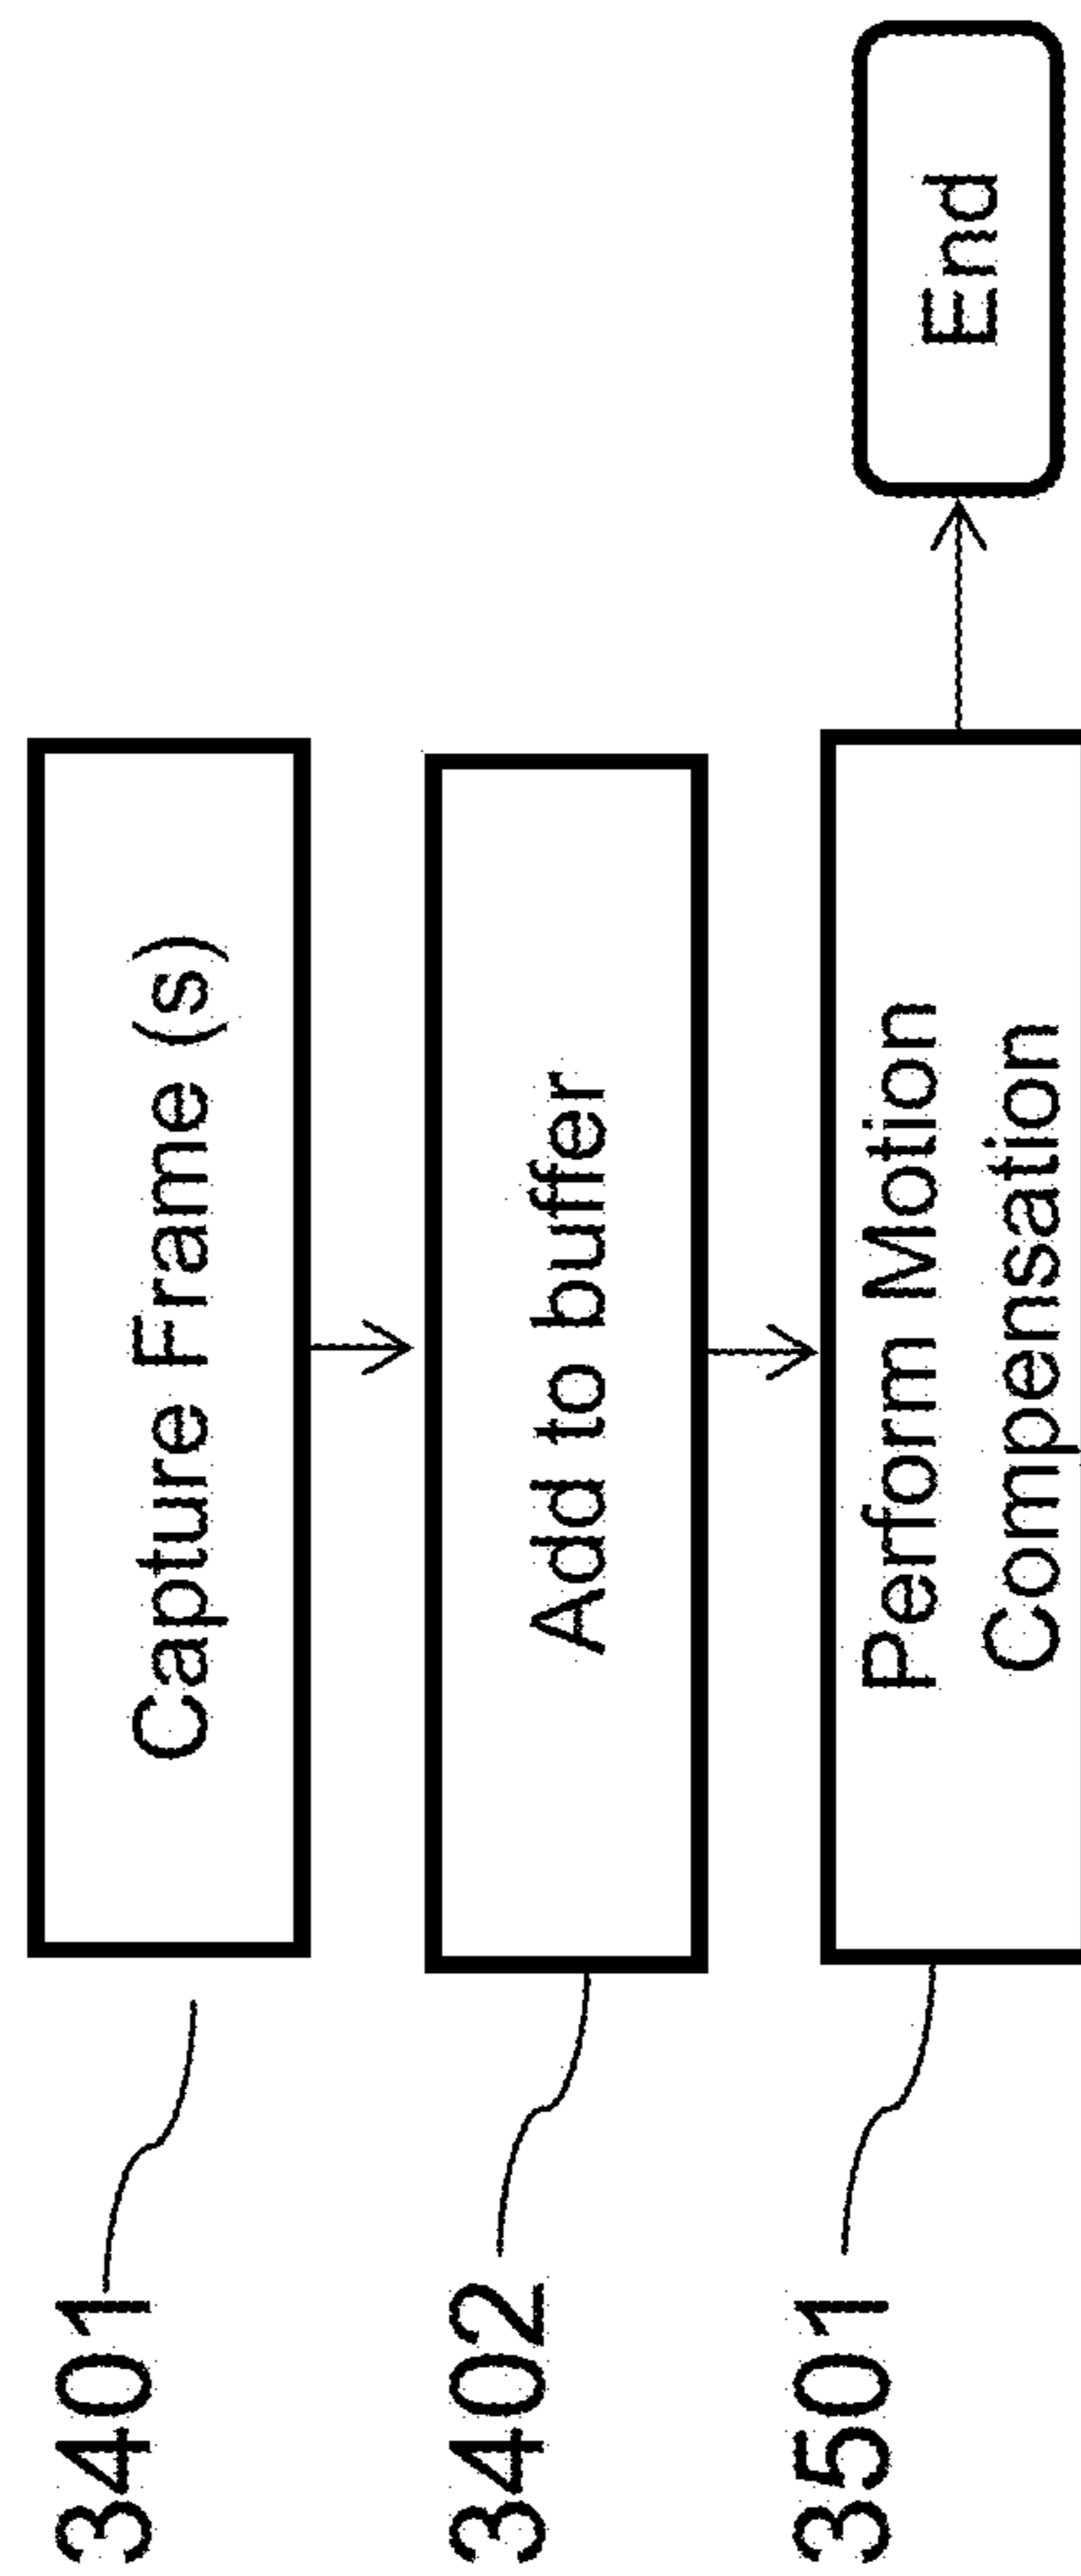 3401
Capture Frame (s)
3402
Add to buffer
3501
Perform Motion
Compensation
End